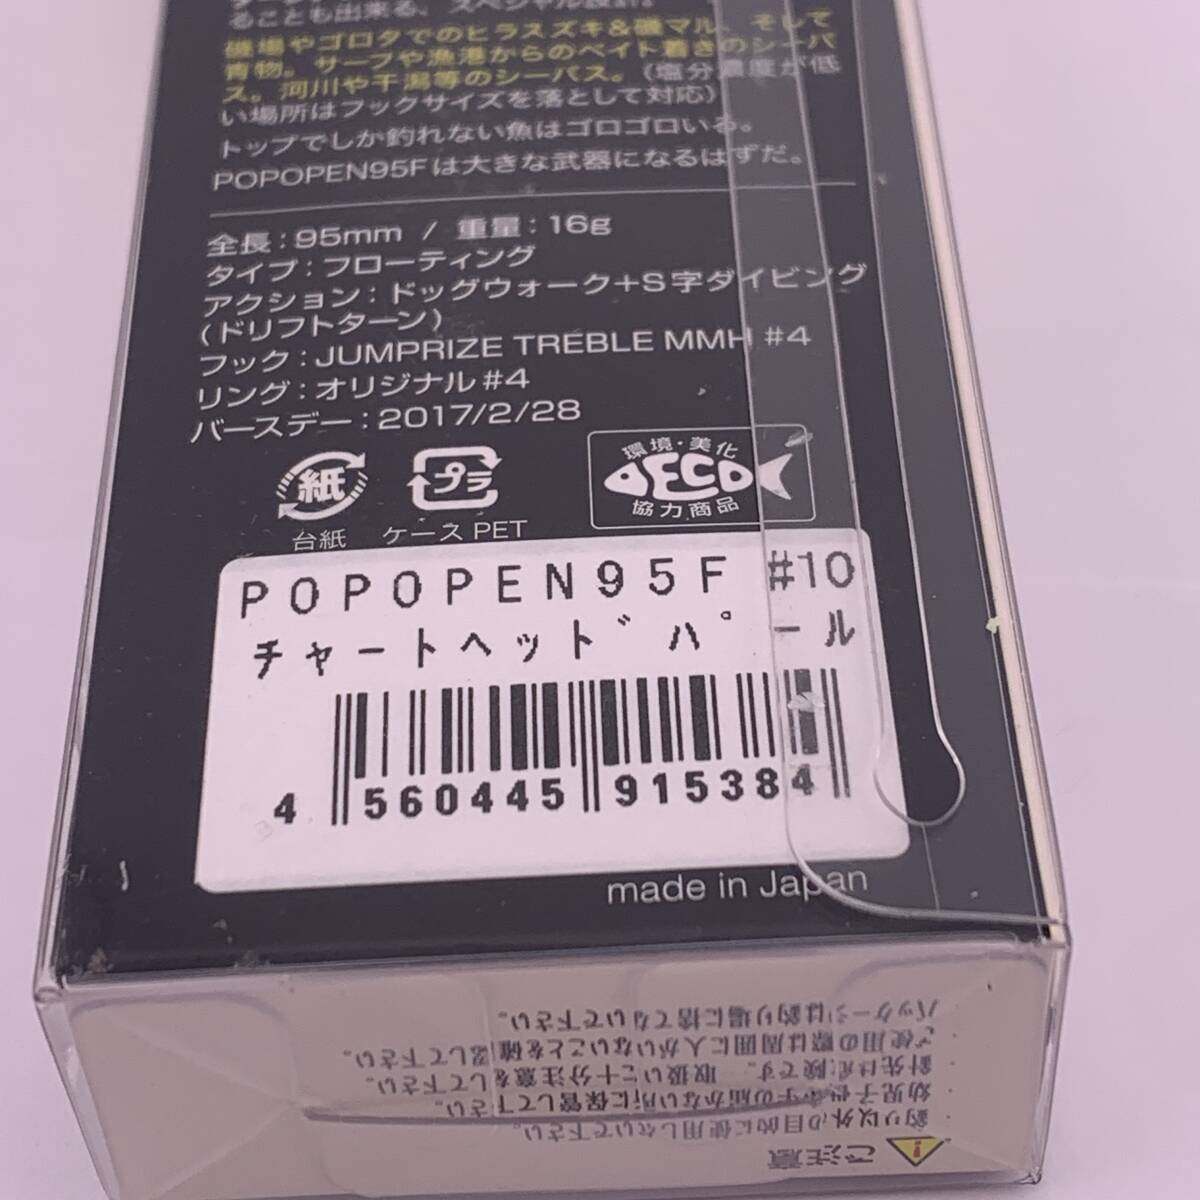 ることも出来る、スペシャル設計。
磯場やゴロタでのヒラスズキ&磯マル、そして
青物。サーフや漁港からのベイト着きのシーバ
ス。河川や干潟等のシーバス。(塩分濃度が低
い場所はフックサイズを落として対応)
トップでしか釣れない魚はゴロゴロいる。
POPOPEN95Fは大きな武器になるはずだ。
全長:95mm / 重量:16g
タイプ:フローティング
アクション:ドッグウォーク+S字ダイビング
(ドリフトターン)
フック:JUMPRIZE TREBLE MMH #4
リング:オリジナル#4
バースデー:2017/2/28
紙 プラ
台紙 ケース PET
環境・美化
ECO
協力商品
POPOPEN95F #10
チャートヘッドパール
4 560445 915384
made in Japan
ご注意
・釣り以外の目的に使用しないで下さい。
・幼児子供の手の届かない所に保管して下さい。
・針先は危険です。取扱いに十分注意をして下さい。
・ご使用の際は周囲に人がいないことを確認して下さい。
・パッケージは釣り場に捨てないで下さい。